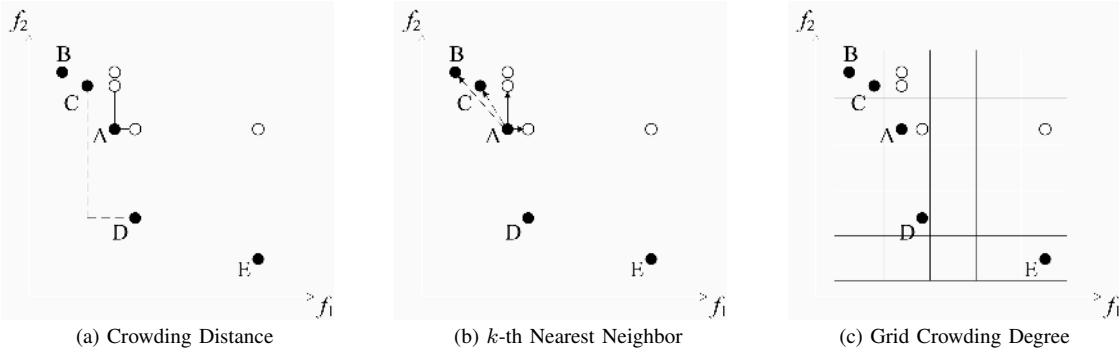 f2
B
C
A
D
E
f1
(a) Crowding Distance
f2
B
C
A
D
E
f1
(b) k-th Nearest Neighbor
f2
B
C
A
D
E
f1
(c) Grid Crowding Degree